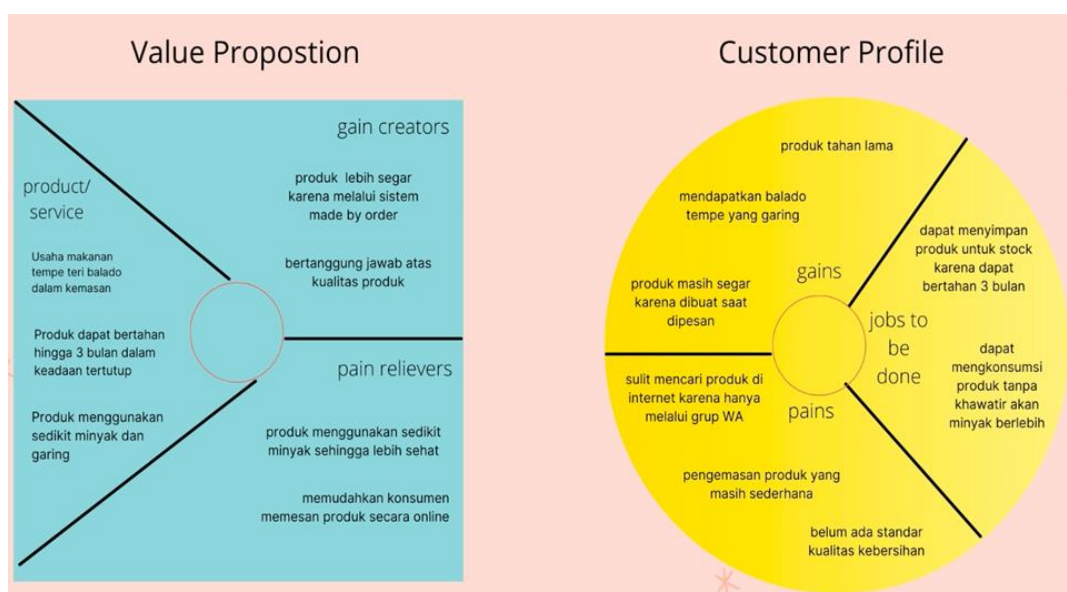 Value Propostion
gain creators
produk lebih segar
karena melalui sistem
made by order
bertanggung jawab atas
kualitas produk
product/
service
Usaha makanan
tempe teri balado
dalam kemasan
Produk dapat bertahan
hingga 3 bulan dalam
keadaan tertutup
Produk menggunakan
sedikit minyak dan
garing
pain relievers
produk menggunakan sedikit
minyak sehingga lebih sehat
memudahkan konsumen
memesan produk secara online
Customer Profile
produk tahan lama
mendapatkan balado
tempe yang garing
produk masih segar
karena dibuat saat
dipesan
gains
dapat menyimpan
produk untuk stock
karena dapat
bertahan 3 bulan
jobs to
be
done
dapat
mengkonsumsi
produk tanpa
khawatir akan
minyak berlebih
sulit mencari produk di
internet karena hanya
melalui grup WA
pains
pengemasan produk yang
masih sederhana
belum ada standar
kualitas kebersihan